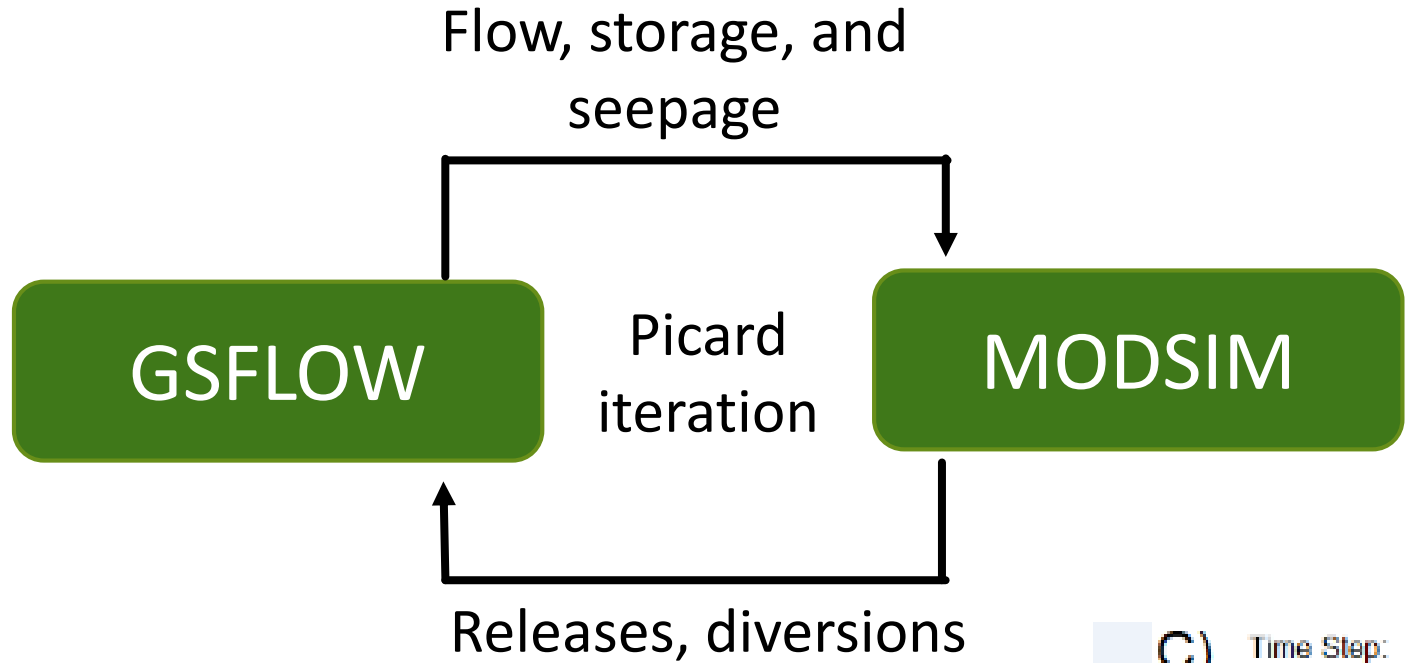 Flow, storage, and
seepage
GSFLOW
Picard
iteration
MODSIM
Releases, diversions
C) Time Step: